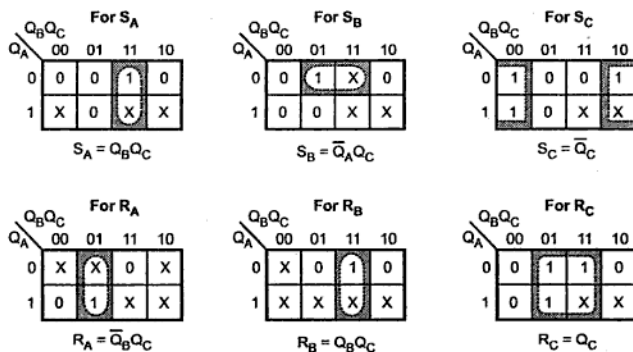 For S_A For S_B For S_C
Q_BQ_C Q_BQ_C Q_BQ_C
Q_A 00 01 11 10 Q_A 00 01 11 10 Q_A 00 01 11 10
0 0 0 1 0 0 0 1 X 0 0 1 0 0 1
1 X 0 X X 1 0 0 X X 1 1 0 X X
S_A = Q_BQ_C S_B = Q̅_AQ_C S_C = Q̅_C
For R_A For R_B For R_C
Q_BQ_C Q_BQ_C Q_BQ_C
Q_A 00 01 11 10 Q_A 00 01 11 10 Q_A 00 01 11 10
0 X X 0 X 0 X 0 1 0 0 0 1 1 0
1 0 1 X X 1 X X X X 1 0 1 X X
R_A = Q̅_BQ_C R_B = Q_BQ_C R_C = Q_C